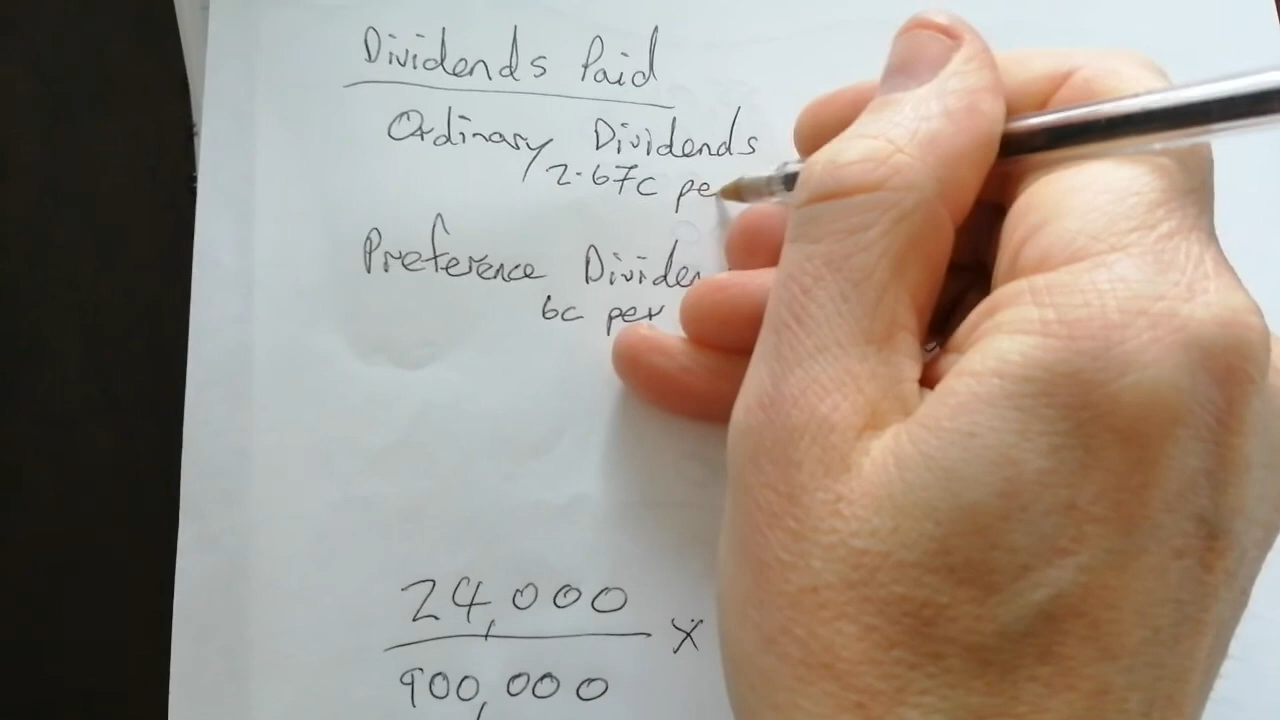 Dividends Paid
Ordinary Dividends
2.67c pe
Preference Dividen
6c per
24,000 ×
900,000